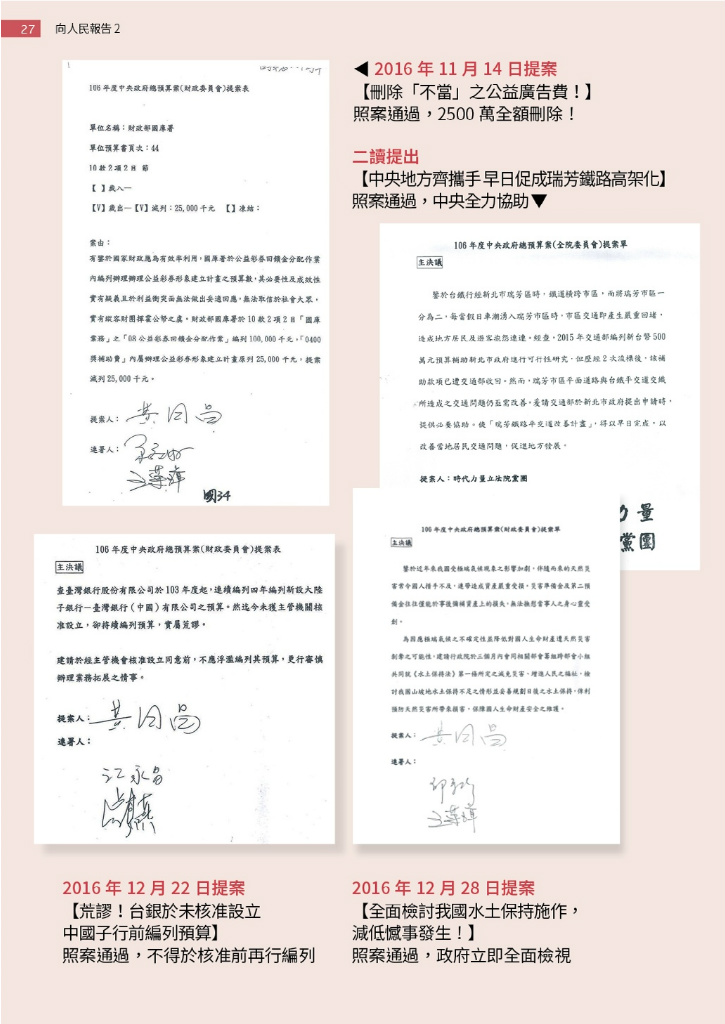 27 向人民報告 2
106 年度中央政府總預算案(財政委員會)提案表
單位名稱：財政部國庫署
單位預算書頁次：44
10 款 2 項 2 目 節
【 】歲入—
【V】歲出—【V】減列：25,000 千元 【 】凍結：
案由：
有鑒於國家財政應為有效率利用，國庫署於公益彩券回饋金分配作業
內編列辦理辦理公益彩券形象建立計畫之預算數，其必要性及成效性
實有疑義且於利益衝突面無法做出妥適回應，無法取信於社會大眾，
實有縱容財團揮霍公帑之虞。財政部國庫署於 10 款 2 項 2 目「國庫
業務」之「08 公益彩券回饋金分配作業」編列 100,000 千元，「0400
獎補助費」內屬辦理公益彩券形象建立計畫原列 25,000 千元，提案
減列 25,000 千元。
提案人：黃國昌
連署人：
國34
◀ 2016 年 11 月 14 日提案
【刪除「不當」之公益廣告費！】
照案通過，2500 萬全額刪除！
二讀提出
【中央地方齊攜手 早日促成瑞芳鐵路高架化】
照案通過，中央全力協助▼
106 年度中央政府總預算案(全院委員會)提案單
主決議
鑒於台鐵行經新北市瑞芳區時，鐵道橫跨市區，而將瑞芳市區一
分為二，每當假日車潮湧入瑞芳市區時，市區交通即產生嚴重回堵，
造成地方居民及遊客怨懟連連。經查，2015 年交通部編列新台幣 500
萬元預算輔助新北市政府進行可行性研究，但歷經 2 次流標後，該補
助款項已遭交通部收回。然而，瑞芳市區平面道路與台鐵平交道交織
所造成之交通問題仍亟需改善，爰請交通部於新北市政府提出申請時，
提供必要協助。俾「瑞芳鐵路平交道改善計畫」，得以早日完成，以
改善當地居民交通問題，促進地方發展。
提案人：時代力量立法院黨團
力量
黨團
106 年度中央政府總預算案(財政委員會)提案表
主決議
查臺灣銀行股份有限公司於 103 年度起，連續編列四年編列新設大陸
子銀行—臺灣銀行（中國）有限公司之預算。然迄今未獲主管機關核
准設立，卻持續編列預算，實屬荒謬。
建請於經主管機會核准設立同意前，不應浮濫編列其預算，更行審慎
辦理業務拓展之情事。
提案人：黃國昌
連署人：
江永昌
106 年度中央政府總預算案(財政委員會)提案單
主決議
鑒於近年來我國受極端氣候現象之影響加劇，伴隨而來的天然災
害常令國人措手不及，連帶造成資產嚴重受損。災害準備金及第二預
備金往往僅能於事後彌補資產上的損失，無法撫慰當事人之身心靈受
創。
為因應極端氣候之不確定性並降低對國人生命財產遭天然災害
剝奪之可能性，建請行政院於三個月內會同相關部會籌組跨部會小組
共同就《水土保持法》第一條所定之減免災害，增進人民之福祉，檢
討我國山坡地水土保持不足之情形並妥善規劃日後之水土保持，俾利
預防天然災害所帶來損害，保障國人生命財產安全之維護。
提案人：黃國昌
連署人：
2016 年 12 月 22 日提案
【荒謬！台銀於未核准設立
中國子行前編列預算】
照案通過，不得於核准前再行編列
2016 年 12 月 28 日提案
【全面檢討我國水土保持施作，
減低憾事發生！】
照案通過，政府立即全面檢視